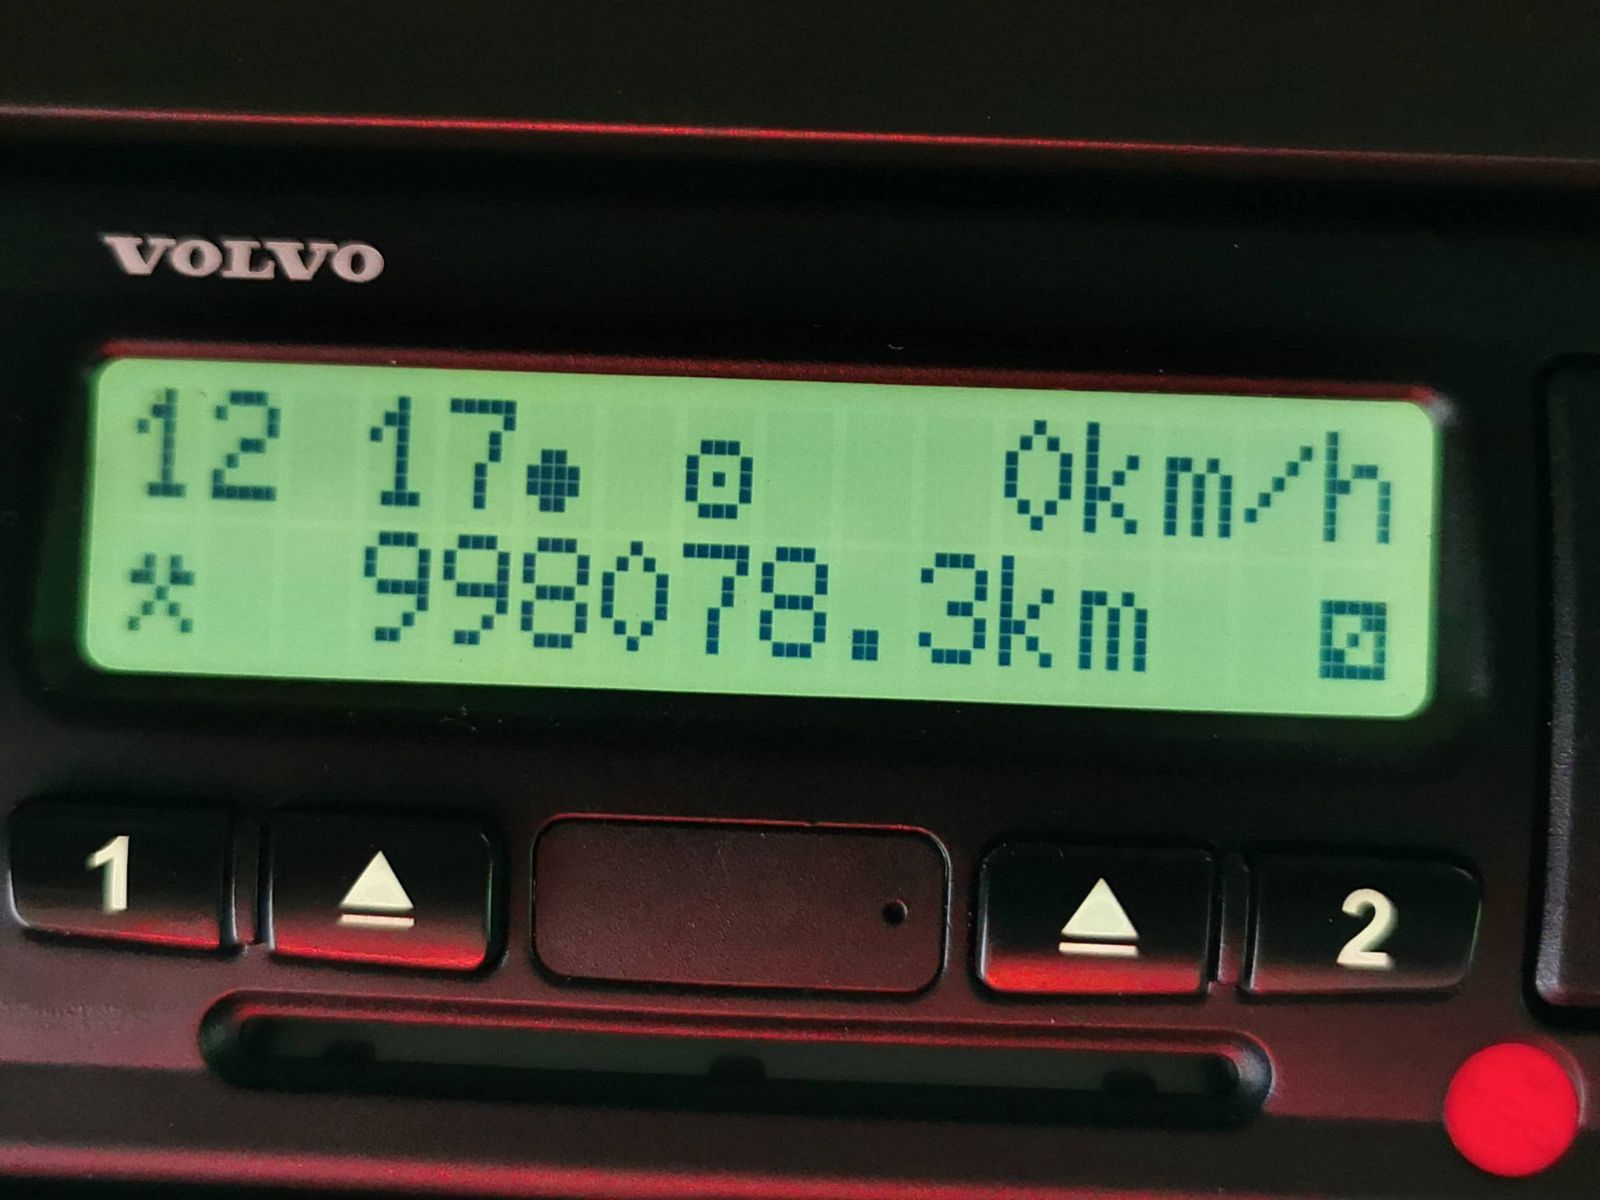 VOLVO
12 17● ⊙ 0km/h
⚒ 998078.3km
1 ⏏ ⏏ 2